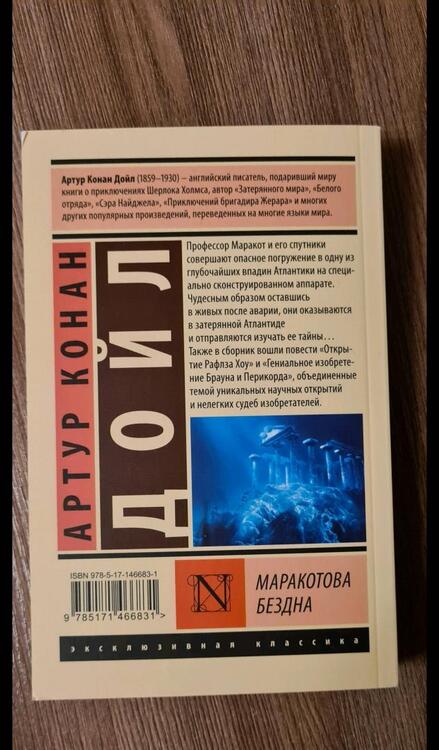 Артур Конан Дойл (1859–1930) – английский писатель, подаривший миру
книги о приключениях Шерлока Холмса, автор «Затерянного мира», «Белого
отряда», «Сэра Найджела», «Приключений бригадира Жерара» и многих
других популярных произведений, переведенных на многие языки мира.
АРТУР КОНАН
ДОЙЛ
Профессор Маракот и его спутники
совершают опасное погружение в одну из
глубочайших впадин Атлантики на специ-
ально сконструированном аппарате.
Чудесным образом оставшись
в живых после аварии, они оказываются
в затерянной Атлантиде
и отправляются изучать ее тайны...
Также в сборник вошли повести «Откры-
тие Рафлза Хоу» и «Гениальное изобрете-
ние Брауна и Перикорда», объединенные
темой уникальных научных открытий
и нелегких судеб изобретателей.
ISBN 978-5-17-146683-1
9 785171 466831 >
N
МАРАКОТОВА
БЕЗДНА
эксклюзивная классика